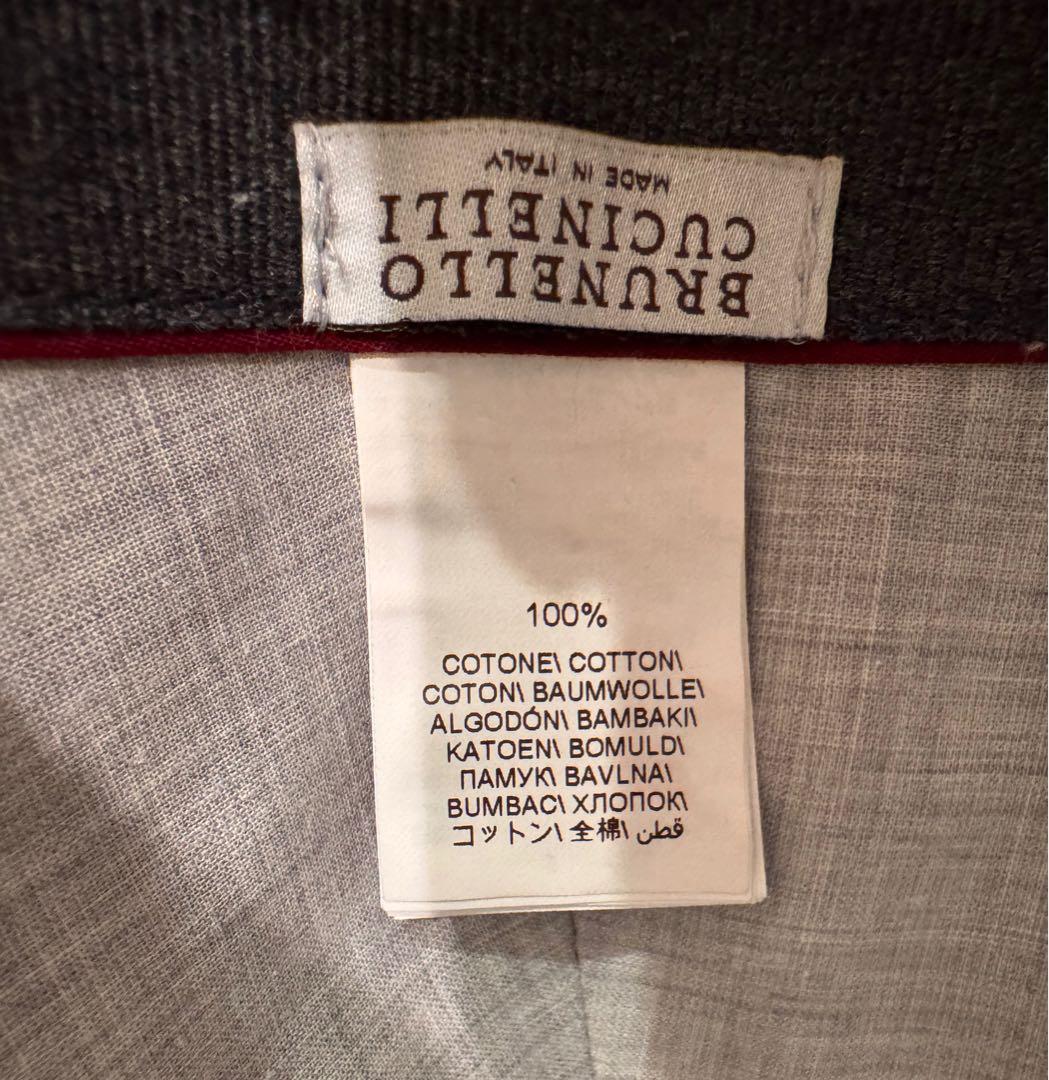 BRUNELLO
CUCINELLI
MADE IN ITALY
100%
COTONE\ COTTON\
COTON\ BAUMWOLLE\
ALGODÓN\ BAMBAKI\
KATOEN\ BOMULD\
ПАМУК\ BAVLNA\
BUMBAC\ ХЛОПОК\
コットン\ 全棉\ قطن